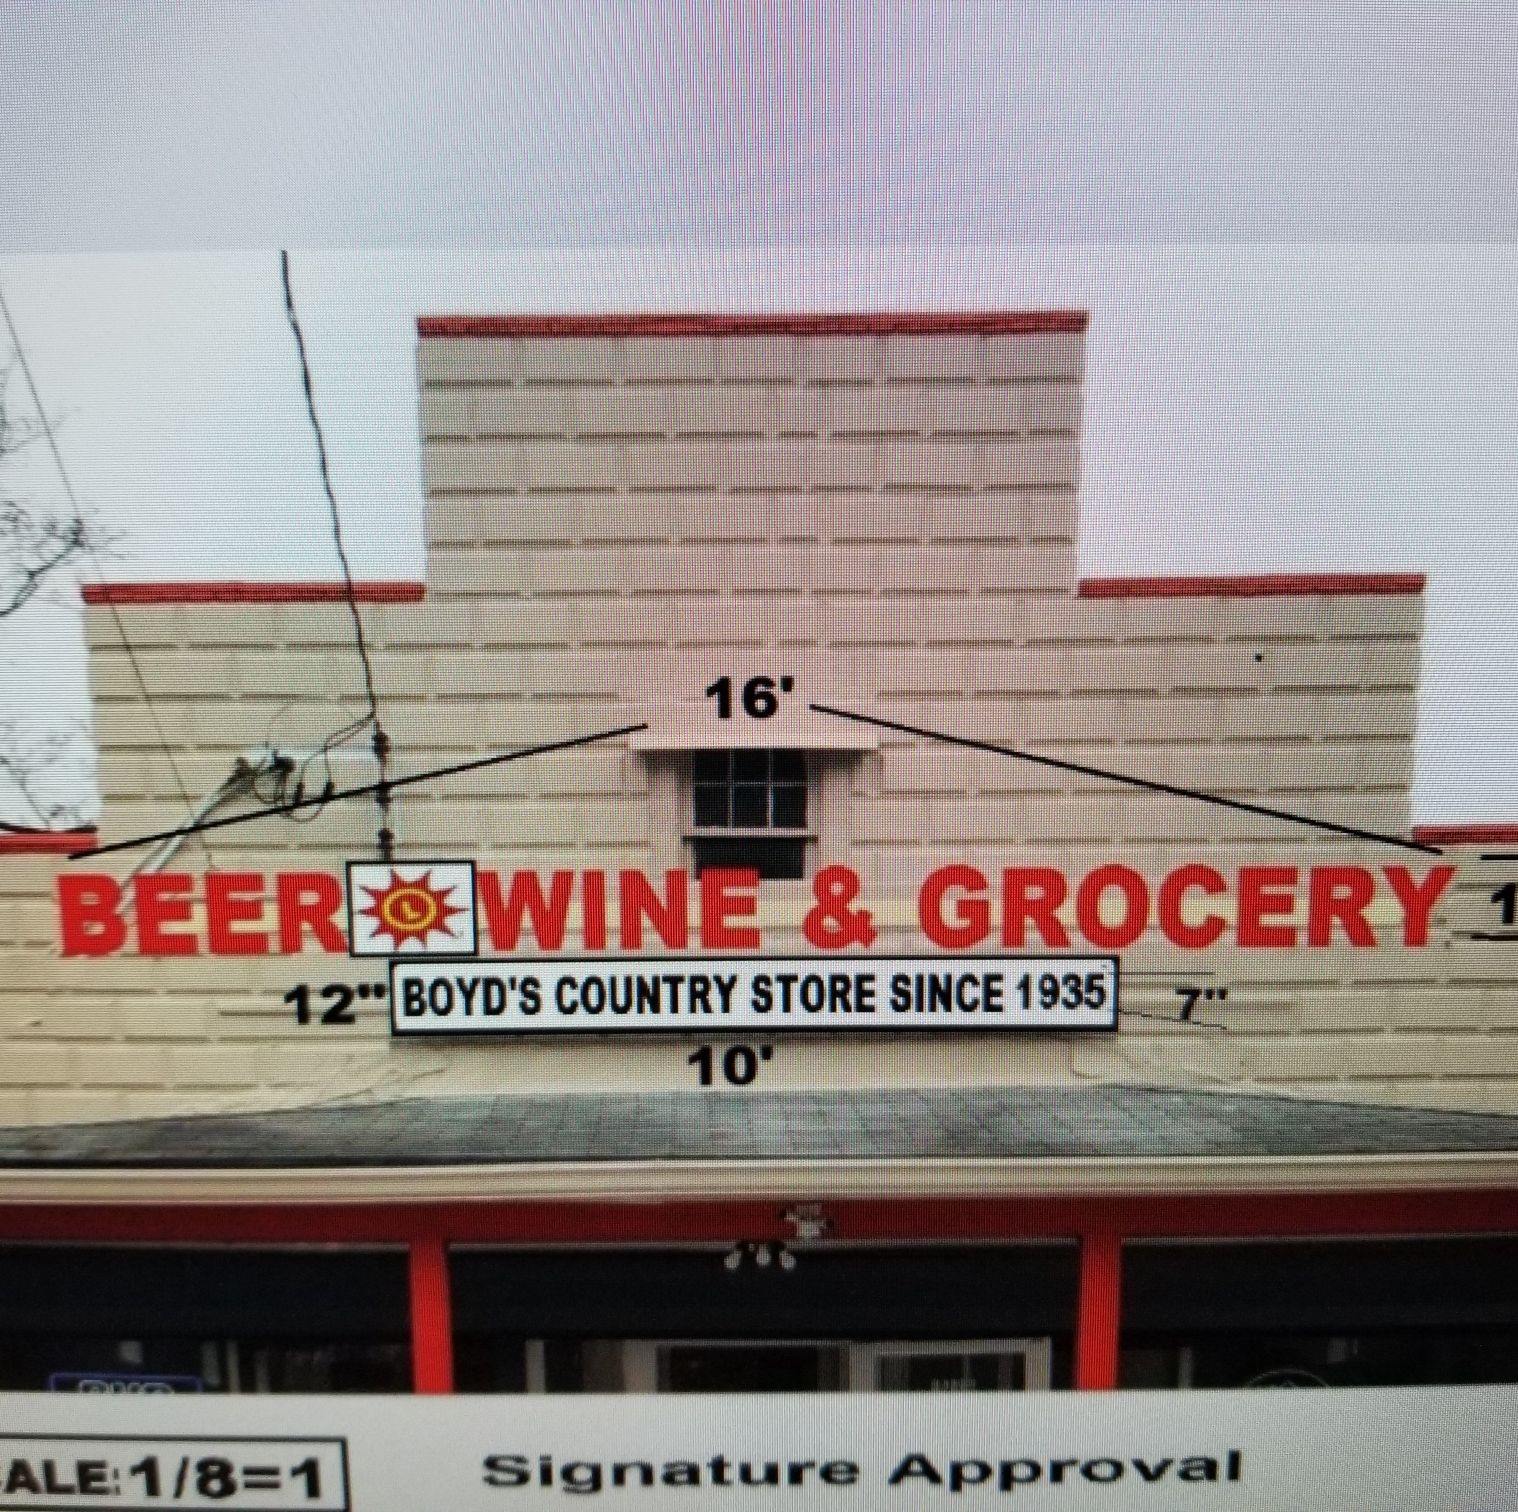 16'
BEER WINE & GROCERY
12" BOYD'S COUNTRY STORE SINCE 1935 7"
10'
ALE: 1/8=1
Signature Approval